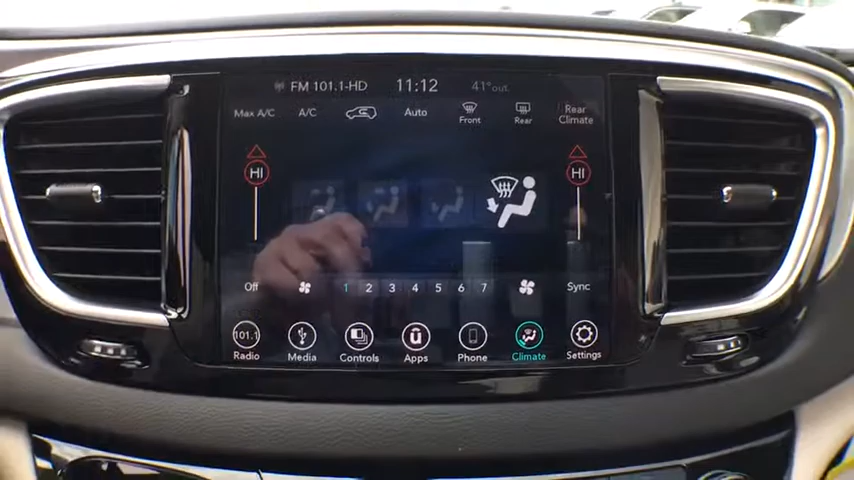 FM 101.1-HD 11:12 41° out.
Max A/C A/C Auto Front Rear Rear Climate
HI HI
Off 1 2 3 4 5 6 7 Sync
101.1
Radio Media Controls Apps Phone Climate Settings